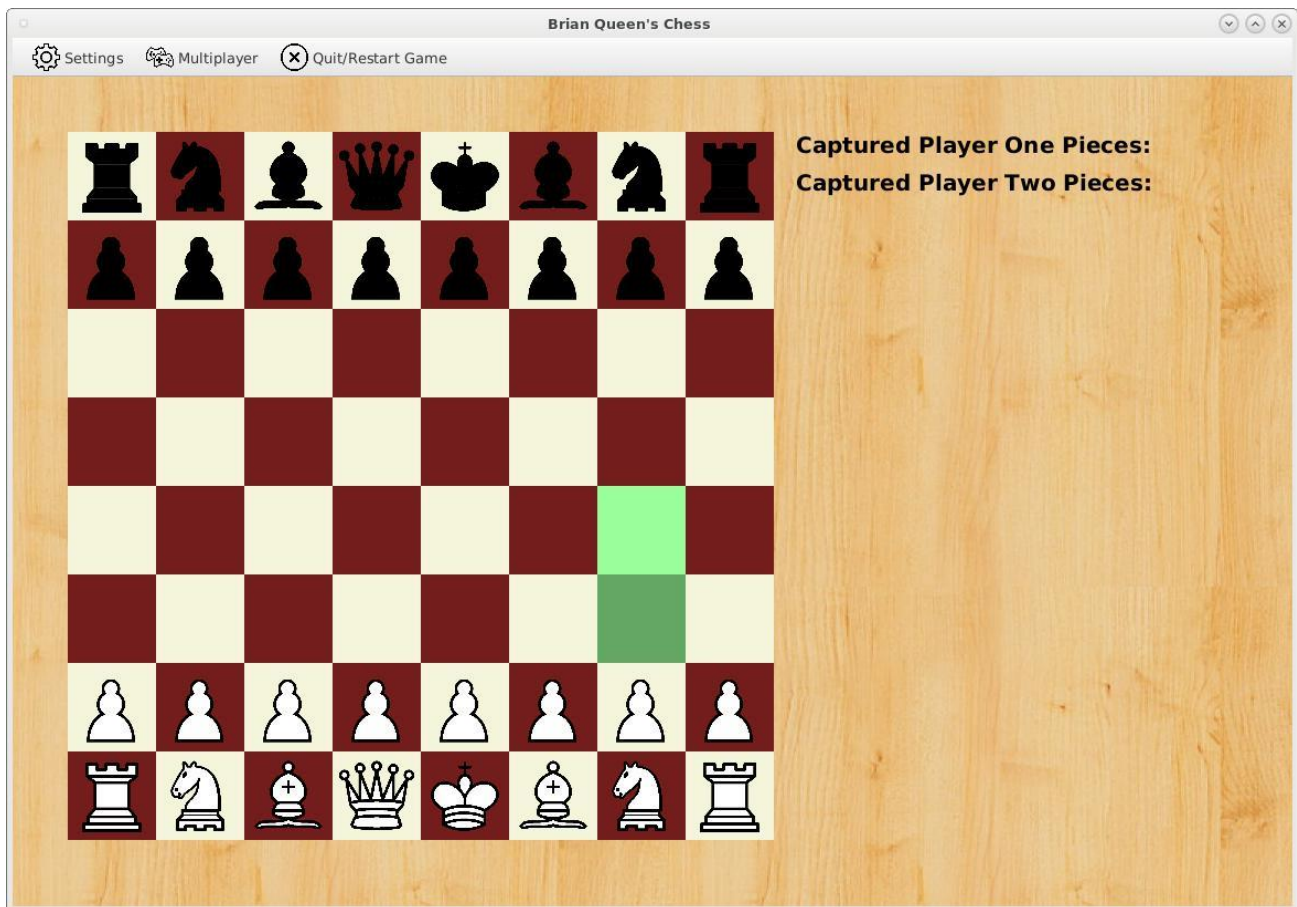 Brian Queen's Chess
Settings Multiplayer Quit/Restart Game
Captured Player One Pieces:
Captured Player Two Pieces: